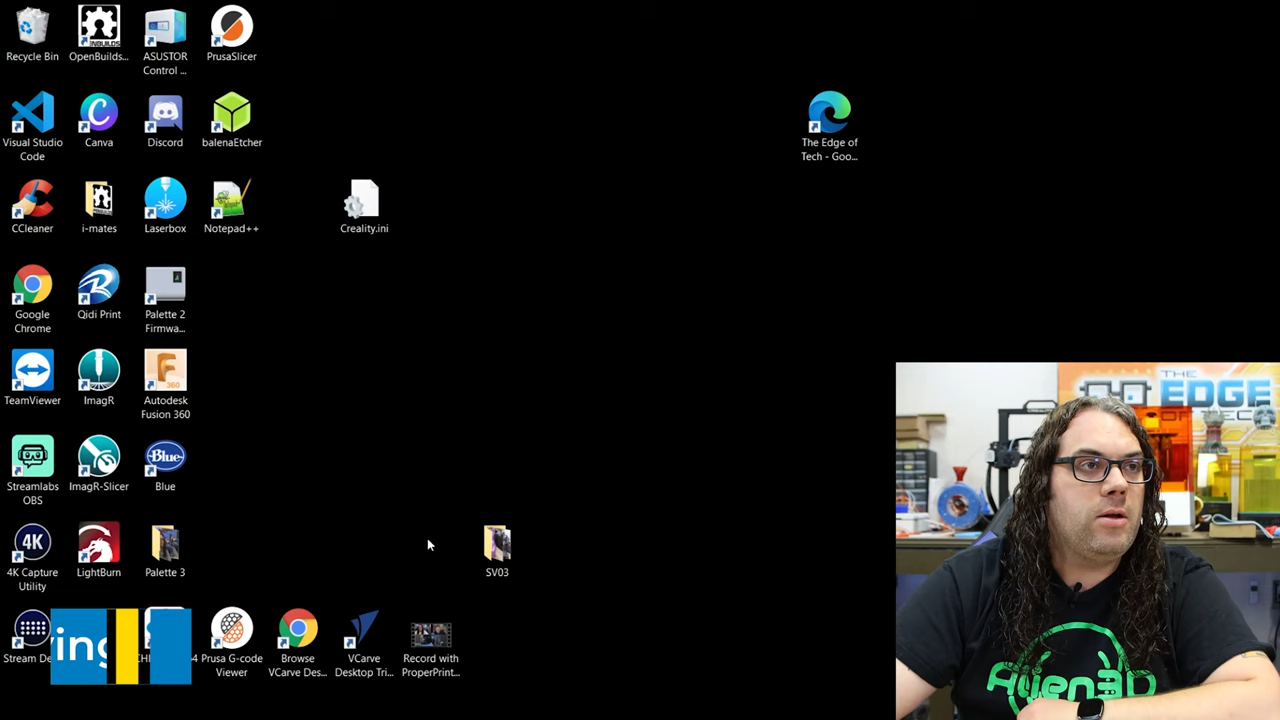 Recycle Bin
OpenBuilds...
ASUSTOR
Control ...
PrusaSlicer
Visual Studio
Code
Canva
Discord
balenaEtcher
The Edge of
Tech - Goo...
CCleaner
i-mates
Laserbox
Notepad++
Creality.ini
Google
Chrome
Qidi Print
Palette 2
Firmwa...
TeamViewer
ImagR
Autodesk
Fusion 360
360
Streamlabs
OBS
ImagR-Slicer
Blue
Blue
4K
4K Capture
Utility
LightBurn
Palette 3
SV03
Stream De
ing
4
Prusa G-code
Viewer
Browse
VCarve Des...
VCarve
Desktop Tri...
Record with
ProperPrint...
THE
EDGE
Alien3D